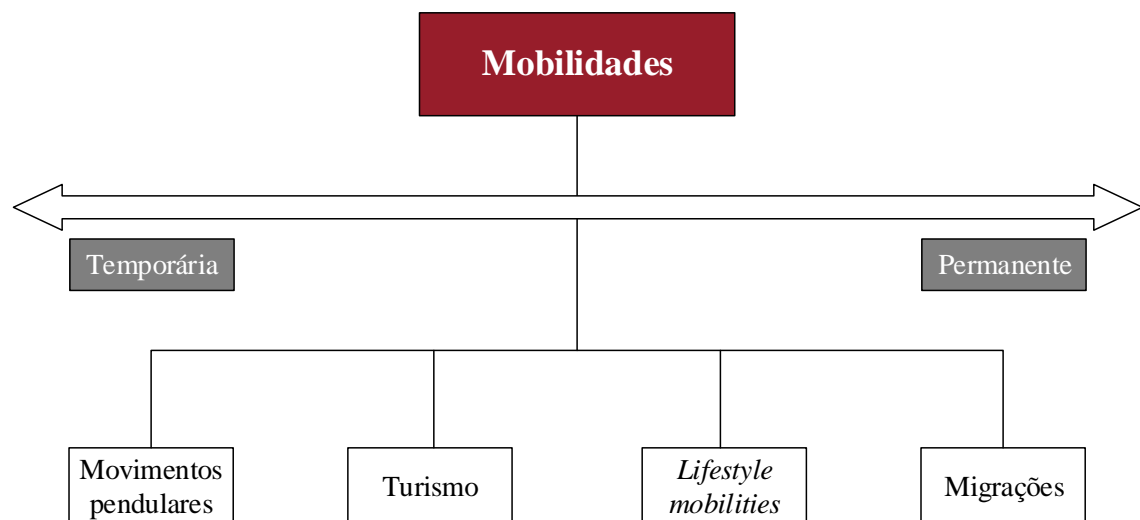 Mobilidades
Temporária
Permanente
Movimentos
pendulares
Turismo
Lifestyle
mobilities
Migrações